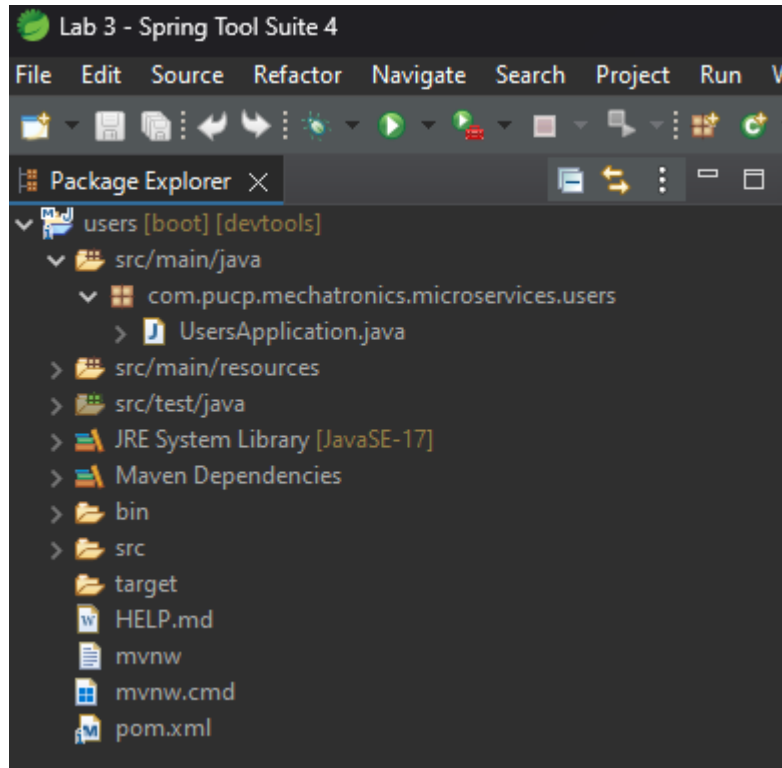 Lab 3 - Spring Tool Suite 4
File Edit Source Refactor Navigate Search Project Run
Package Explorer
users [boot] [devtools]
src/main/java
com.pucp.mechatronics.microservices.users
UsersApplication.java
src/main/resources
src/test/java
JRE System Library [JavaSE-17]
Maven Dependencies
bin
src
target
HELP.md
mvnw
mvnw.cmd
pom.xml